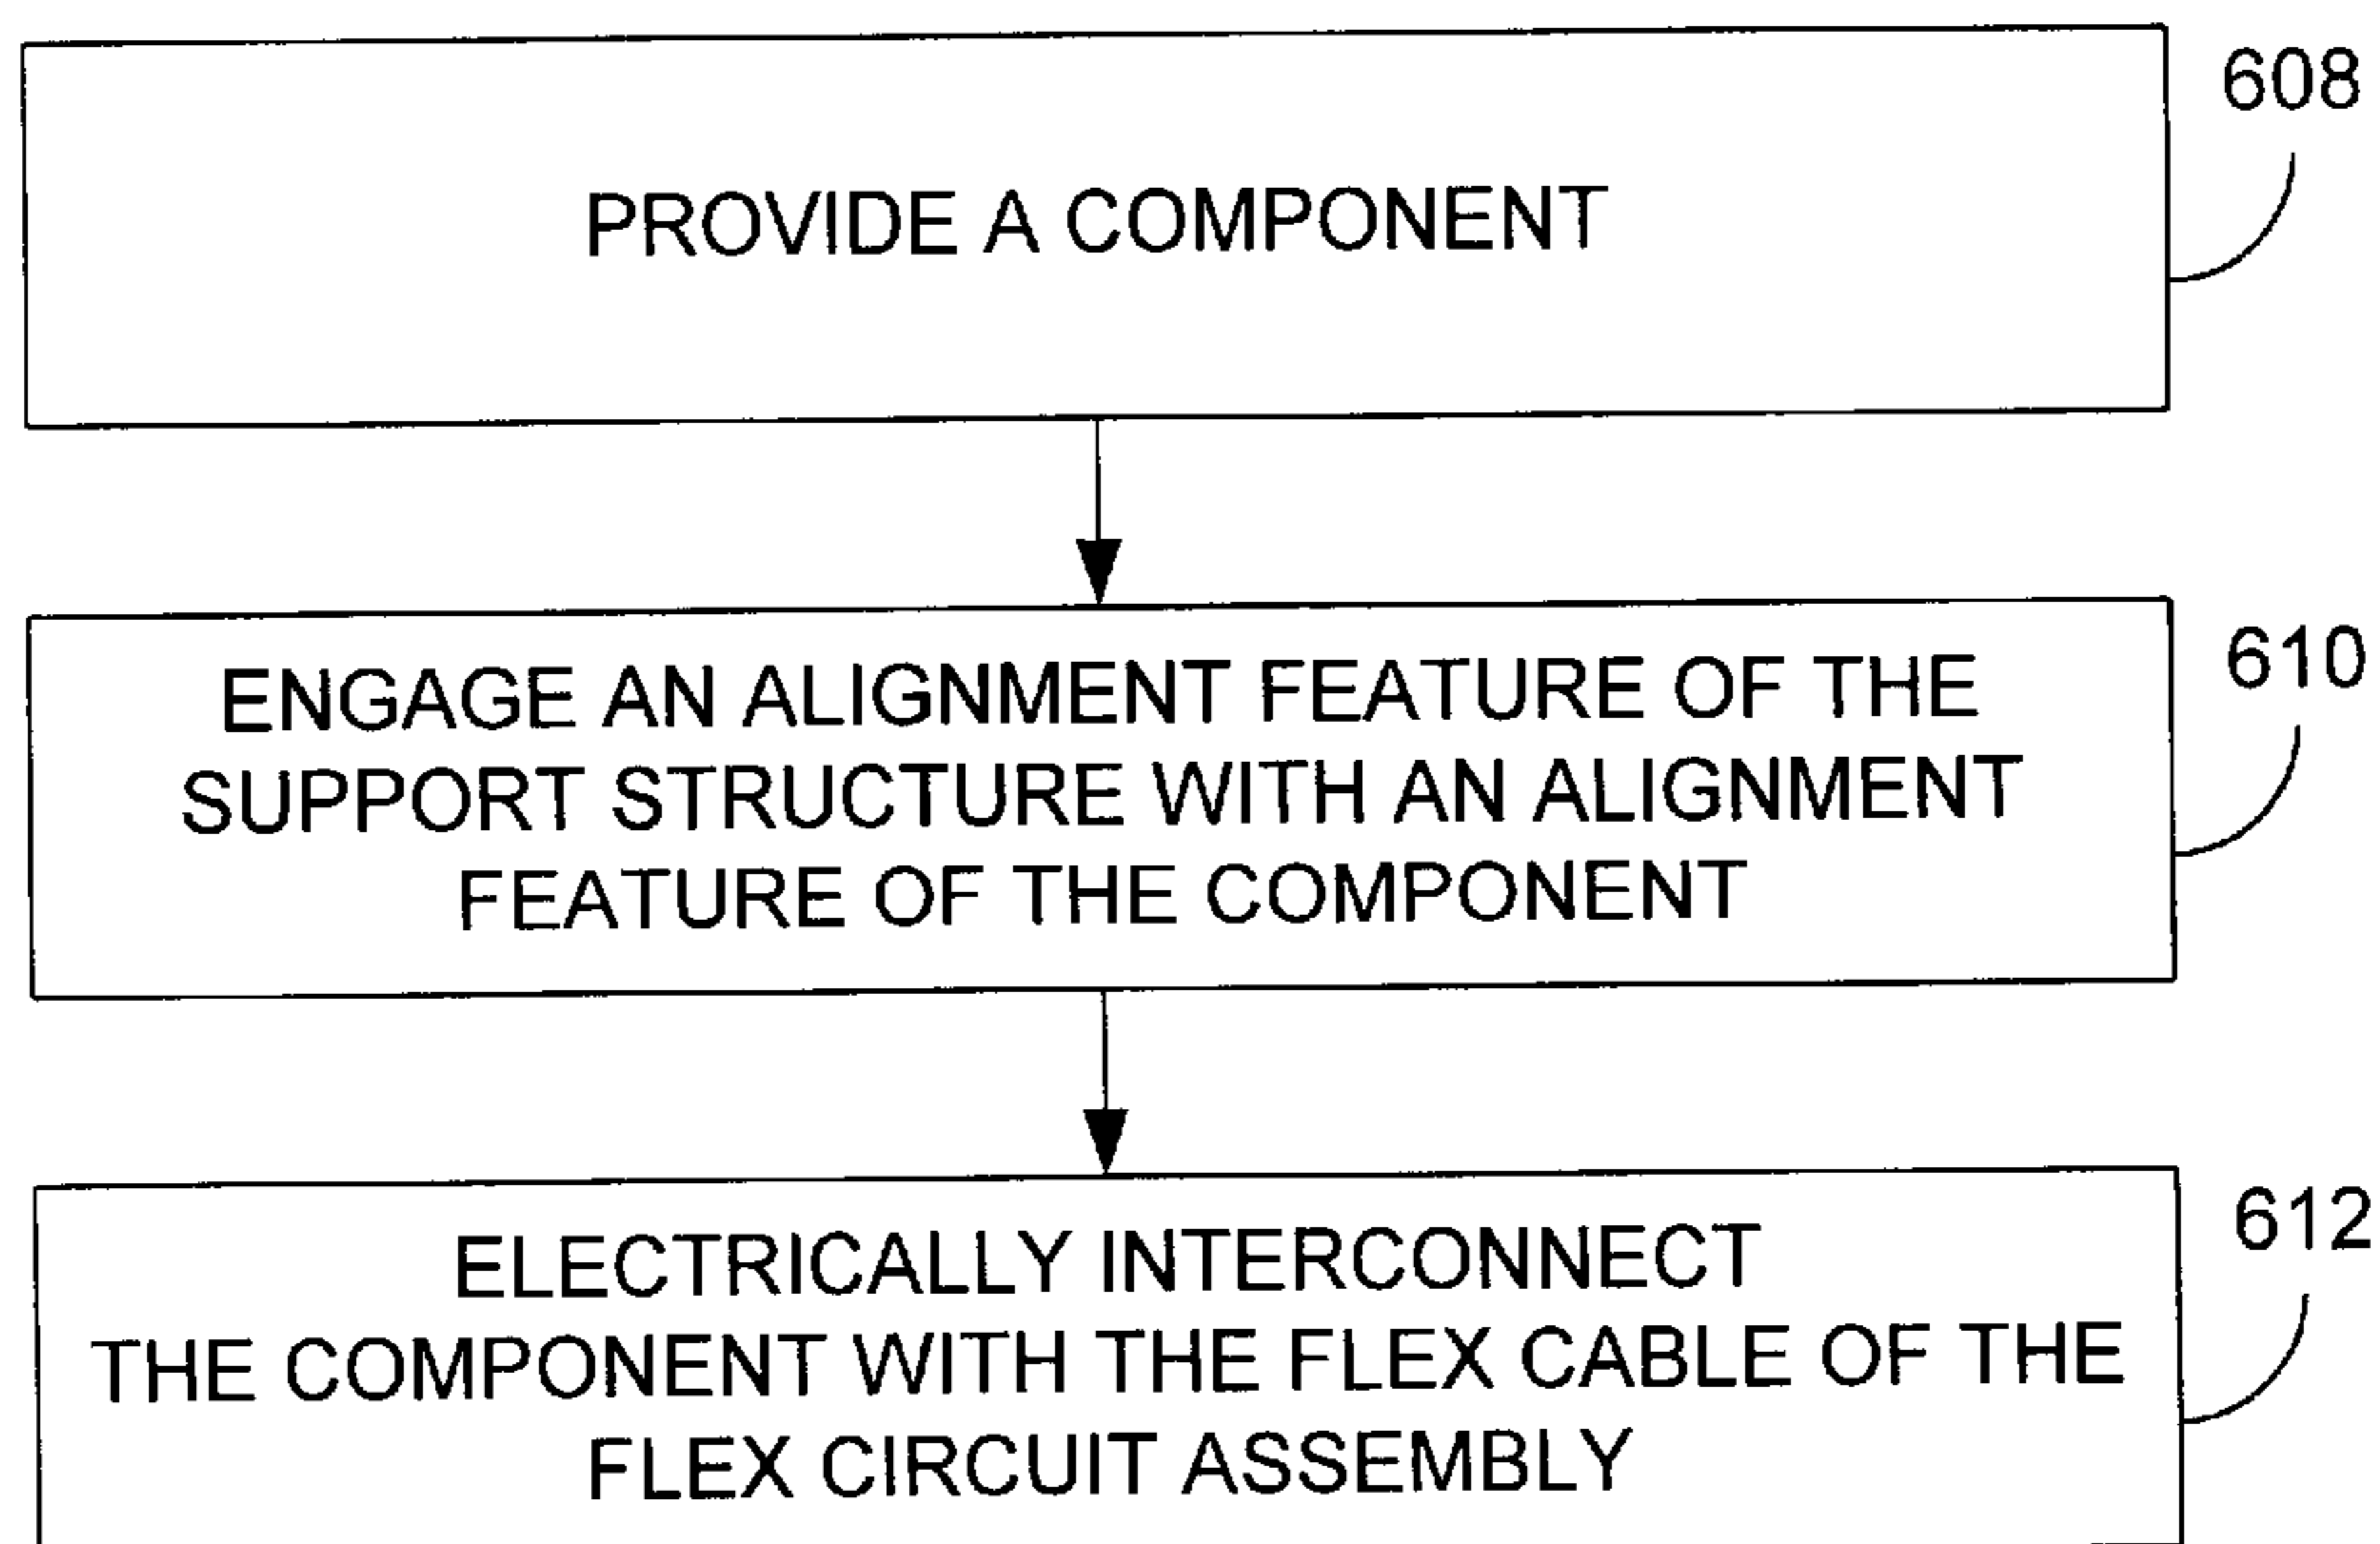 608
PROVIDE A COMPONENT
610
ENGAGE AN ALIGNMENT FEATURE OF THE
SUPPORT STRUCTURE WITH AN ALIGNMENT
FEATURE OF THE COMPONENT
612
ELECTRICALLY INTERCONNECT
THE COMPONENT WITH THE FLEX CABLE OF THE
FLEX CIRCUIT ASSEMBLY